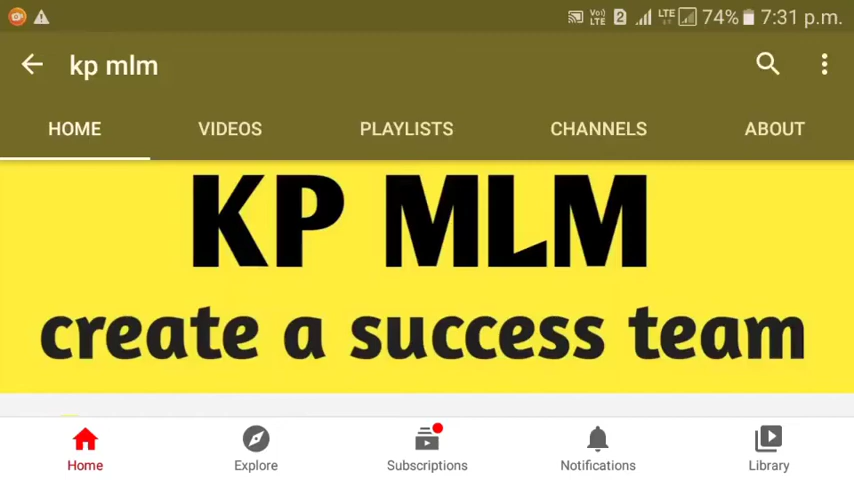 Vo) LTE 2 LTE 74% 7:31 p.m.
kp mlm
HOME VIDEOS PLAYLISTS CHANNELS ABOUT
KP MLM
create a success team
Home Explore Subscriptions Notifications Library